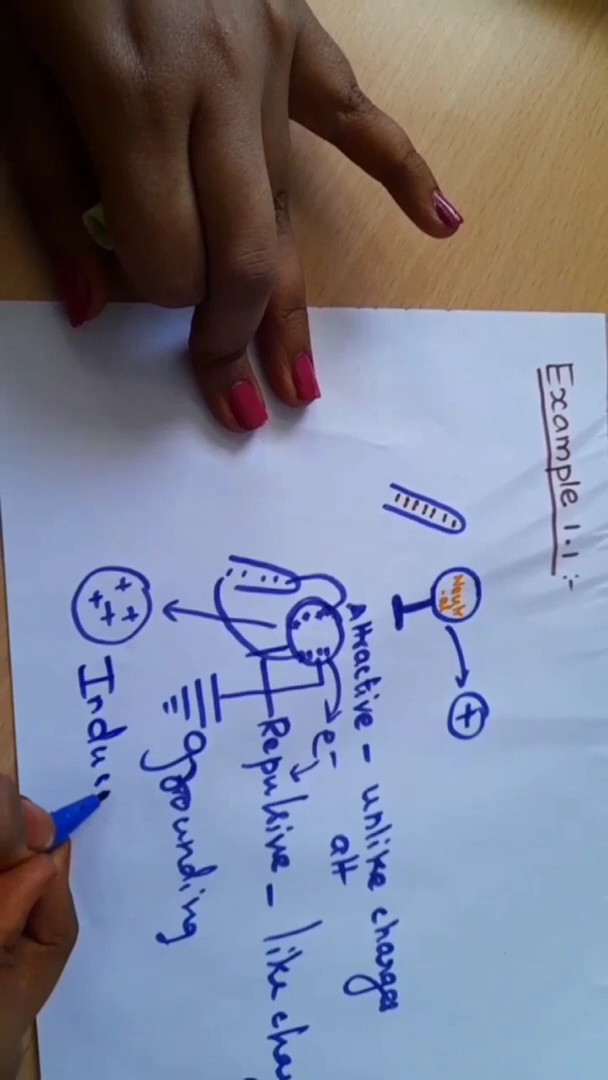 Example 1.1 :-
Neutral
+
Attractive - unlike charges
att
e-
Repulsive - like cha
grounding
++
++
Indu